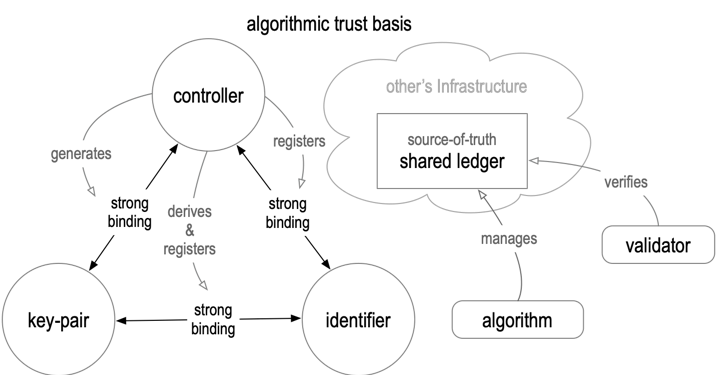 algorithmic trust basis
controller
generates
strong
binding
derives
&
registers
registers
strong
binding
strong
binding
key-pair
identifier
other's Infrastructure
source-of-truth
shared ledger
verifies
validator
manages
algorithm